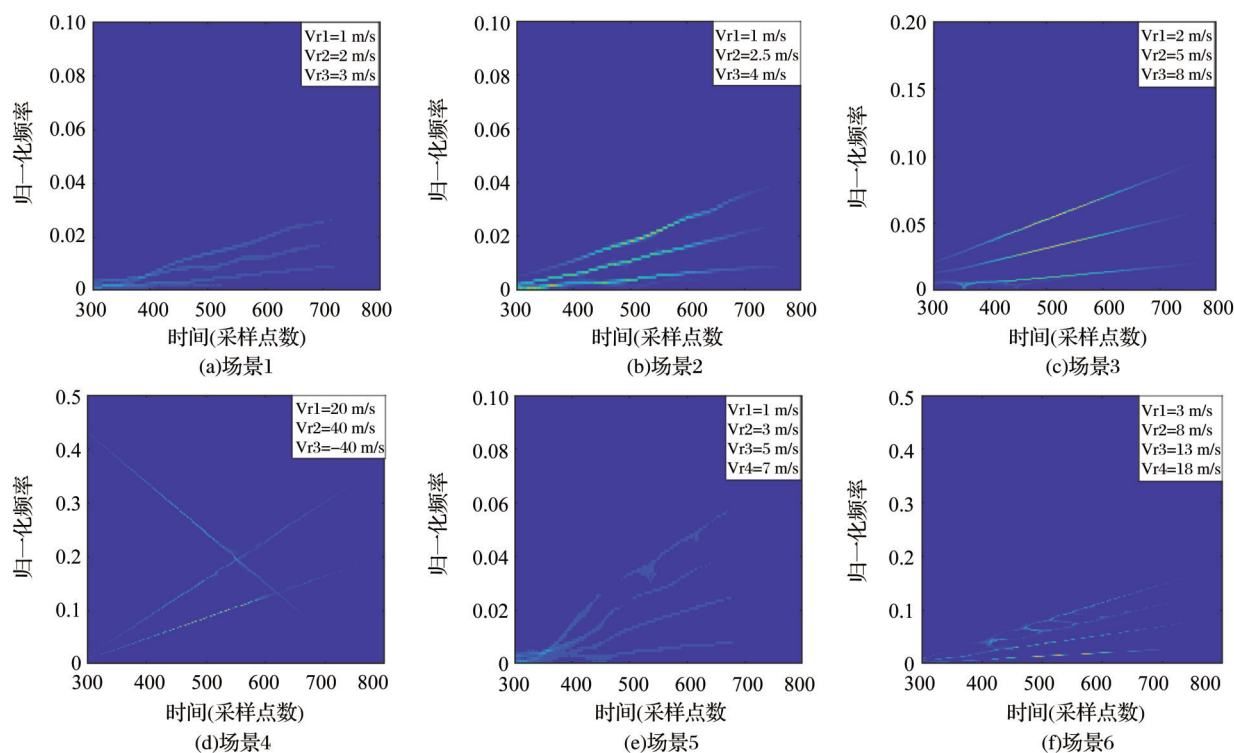 0.10
0.08
0.06
0.04
0.02
0
归一化频率
Vr1=1 m/s
Vr2=2 m/s
Vr3=3 m/s
300 400 500 600 700 800
时间(采样点数)
(a)场景1
0.10
0.08
0.06
0.04
0.02
0
归一化频率
Vr1=1 m/s
Vr2=2.5 m/s
Vr3=4 m/s
300 400 500 600 700 800
时间(采样点数
(b)场景2
0.20
0.15
0.10
0.05
0
归一化频率
Vr1=2 m/s
Vr2=5 m/s
Vr3=8 m/s
300 400 500 600 700 800
时间(采样点数)
(c)场景3
0.5
0.4
0.3
0.2
0.1
0
归一化频率
Vr1=20 m/s
Vr2=40 m/s
Vr3=−40 m/s
300 400 500 600 700 800
时间(采样点数)
(d)场景4
0.10
0.08
0.06
0.04
0.02
0
归一化频率
Vr1=1 m/s
Vr2=3 m/s
Vr3=5 m/s
Vr4=7 m/s
300 400 500 600 700 800
时间(采样点数
(e)场景5
0.5
0.4
0.3
0.2
0.1
0
归一化频率
Vr1=3 m/s
Vr2=8 m/s
Vr3=13 m/s
Vr4=18 m/s
300 400 500 600 700 800
时间(采样点数)
(f)场景6